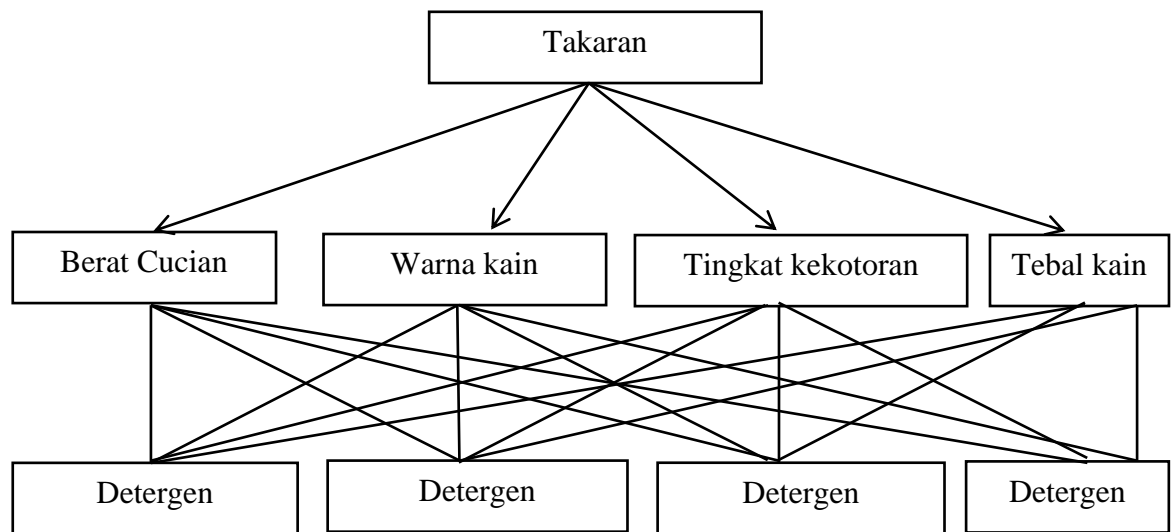 Takaran
Berat Cucian
Warna kain
Tingkat kekotoran
Tebal kain
Detergen
Detergen
Detergen
Detergen